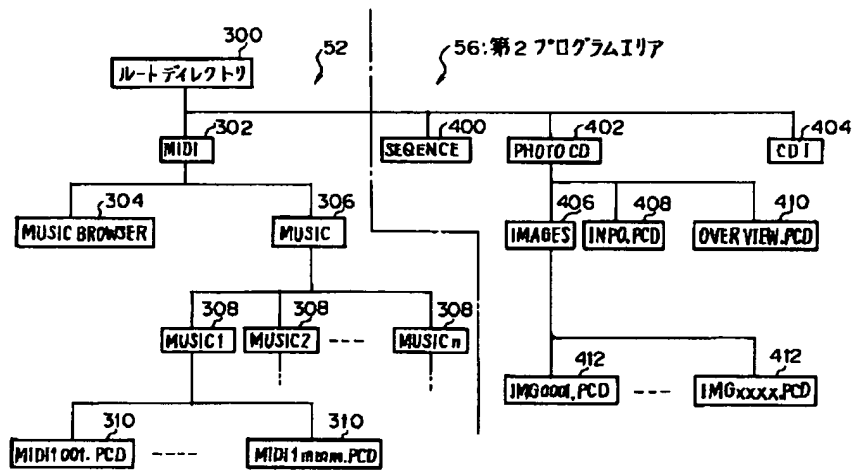 300
52
56:第2プログラムエリア
ルートディレクトリ
302
400
402
404
MIDI
SEQENCE
PHOTO CD
CDI
304
306
406
408
410
MUSIC BROWSER
MUSIC
IMAGES
INPO.PCD
OVER VIEW.PCD
308
308
308
MUSIC1
MUSIC2
----
MUSICn
412
412
IMG0001.PCD
----
IMGxxxx.PCD
310
310
MIDI1001.PCD
-----
MIDI1mmm.PCD